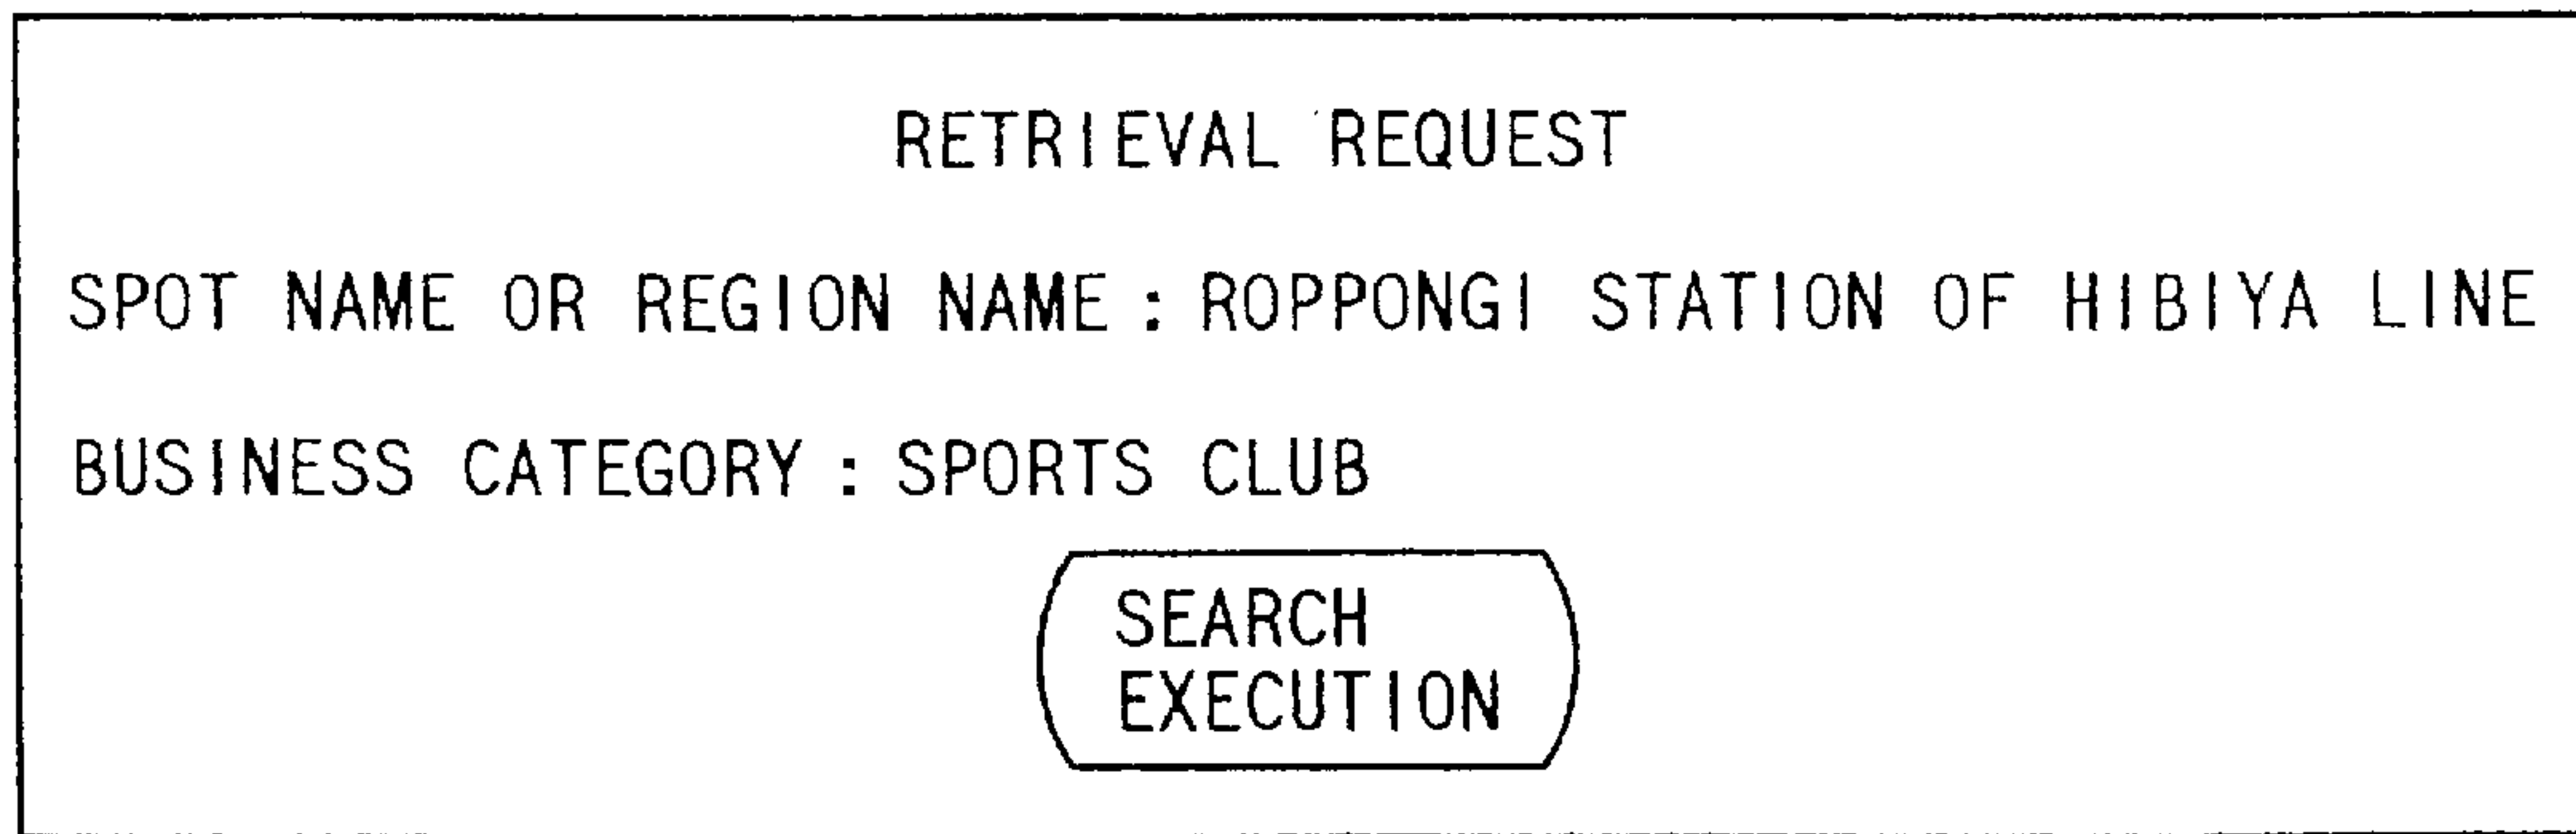 RETRIEVAL REQUEST
SPOT NAME OR REGION NAME : ROPPONGI STATION OF HIBIYA LINE
BUSINESS CATEGORY : SPORTS CLUB
SEARCH
EXECUTION